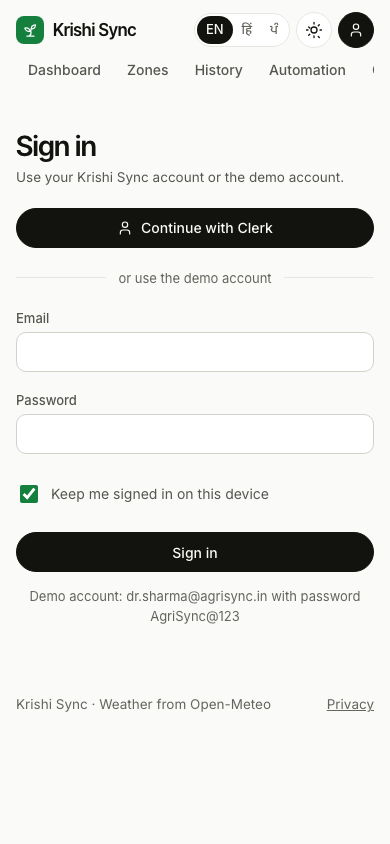 Krishi Sync
EN हिं ਪੰ
Dashboard Zones History Automation
Sign in
Use your Krishi Sync account or the demo account.
Continue with Clerk
or use the demo account
Email
Password
Keep me signed in on this device
Sign in
Demo account: dr.sharma@agrisync.in with password
AgriSync@123
Krishi Sync · Weather from Open-Meteo
Privacy